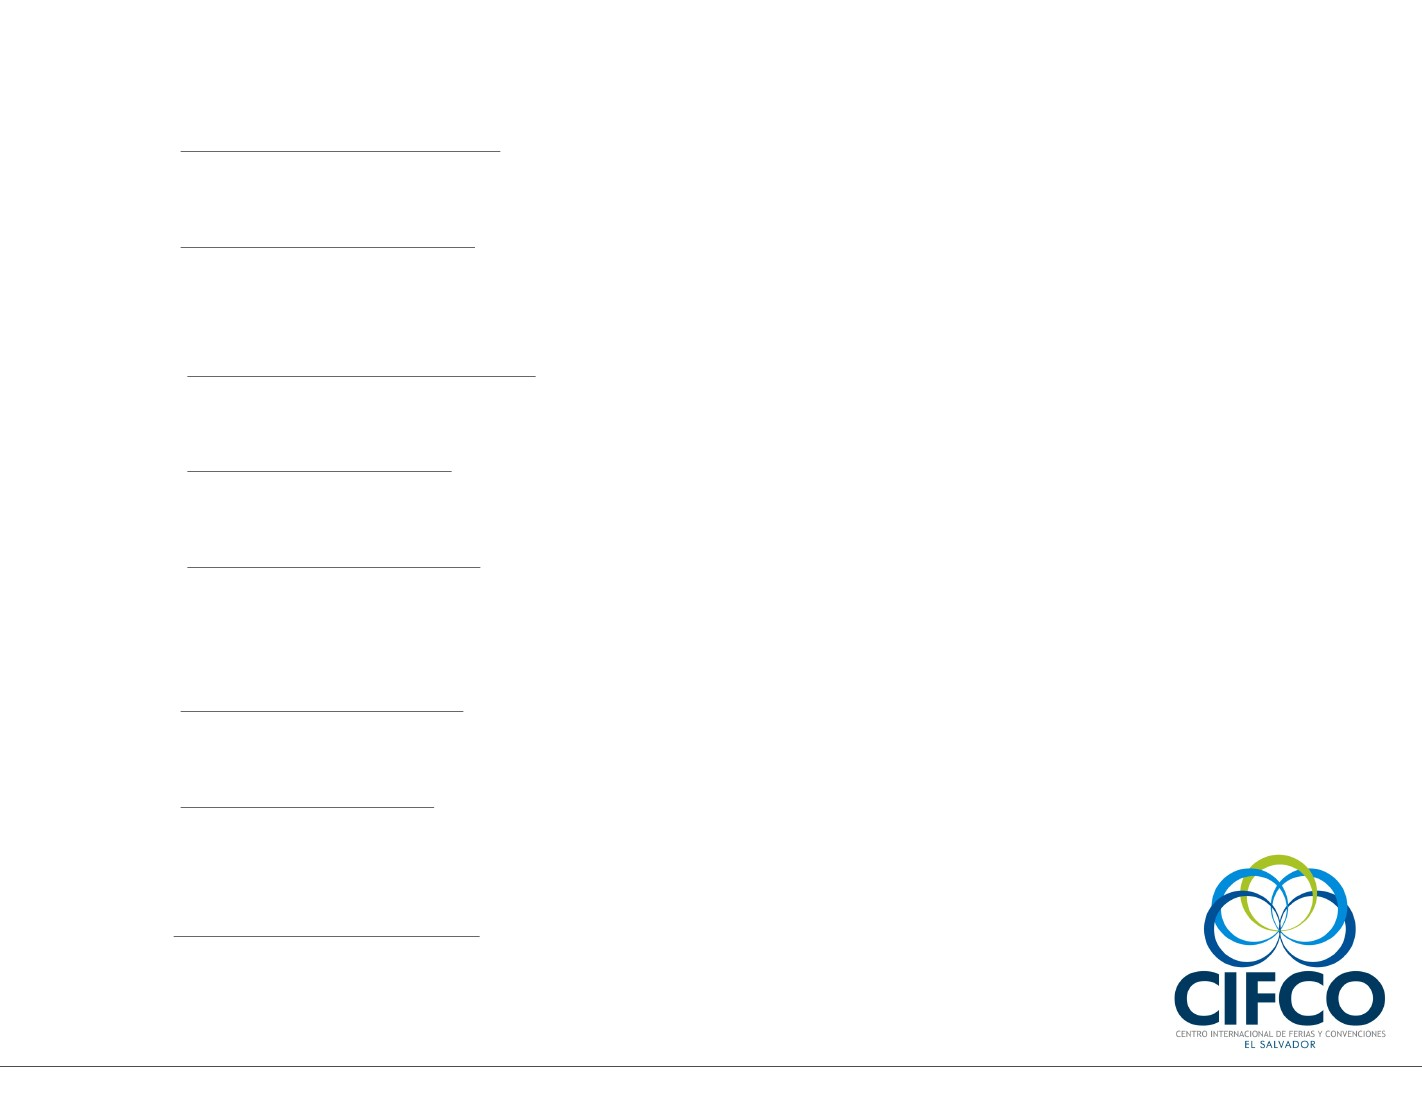 CIFCO
CENTRO INTERNACIONAL DE FERIAS Y CONVENCIONES
EL SALVADOR